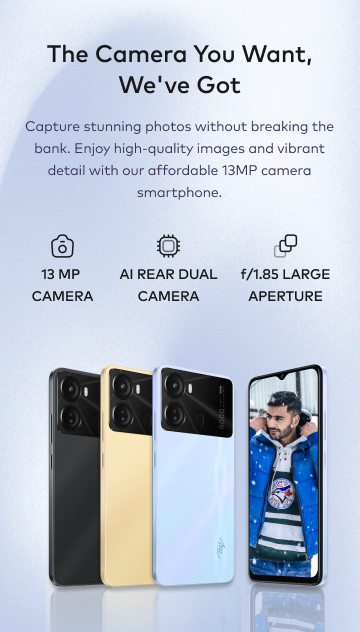 The Camera You Want,
We've Got
Capture stunning photos without breaking the
bank. Enjoy high-quality images and vibrant
detail with our affordable 13MP camera
smartphone.
13 MP
CAMERA
AI REAR DUAL
CAMERA
f/1.85 LARGE
APERTURE
itel